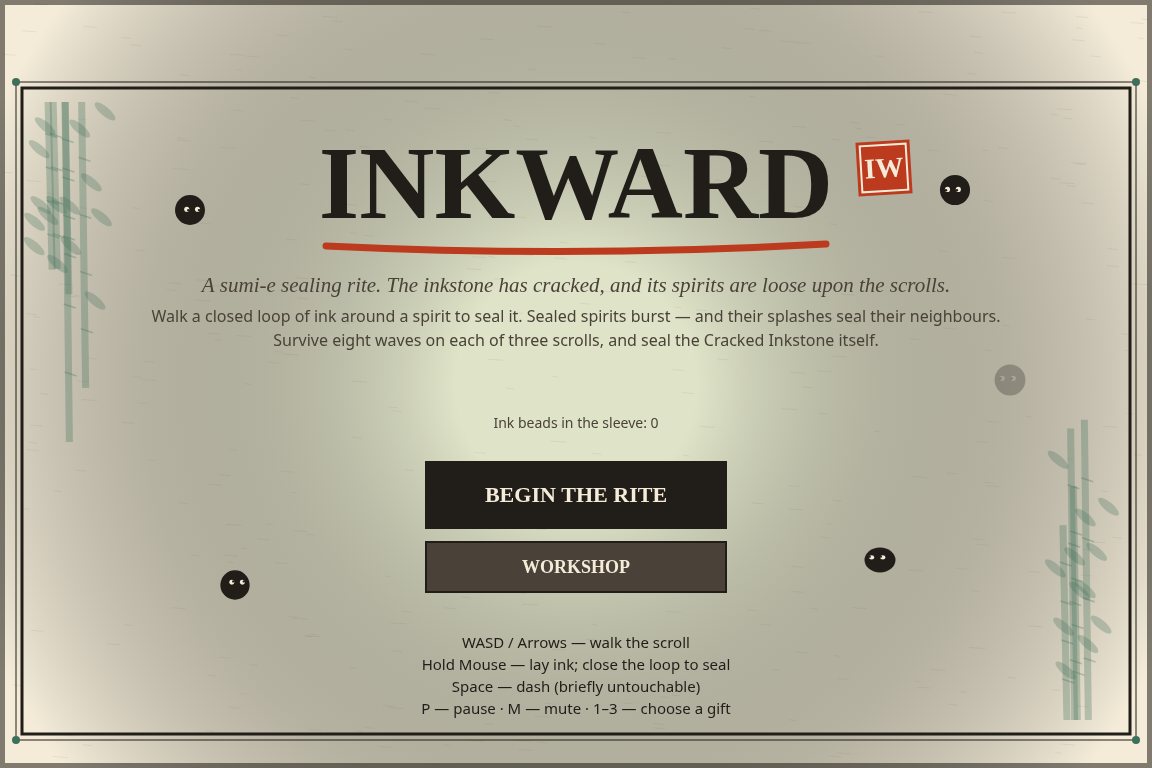 INKWARD
IW
A sumi-e sealing rite. The inkstone has cracked, and its spirits are loose upon the scrolls.
Walk a closed loop of ink around a spirit to seal it. Sealed spirits burst — and their splashes seal their neighbours.
Survive eight waves on each of three scrolls, and seal the Cracked Inkstone itself.
Ink beads in the sleeve: 0
BEGIN THE RITE
WORKSHOP
WASD / Arrows — walk the scroll
Hold Mouse — lay ink; close the loop to seal
Space — dash (briefly untouchable)
P — pause · M — mute · 1–3 — choose a gift